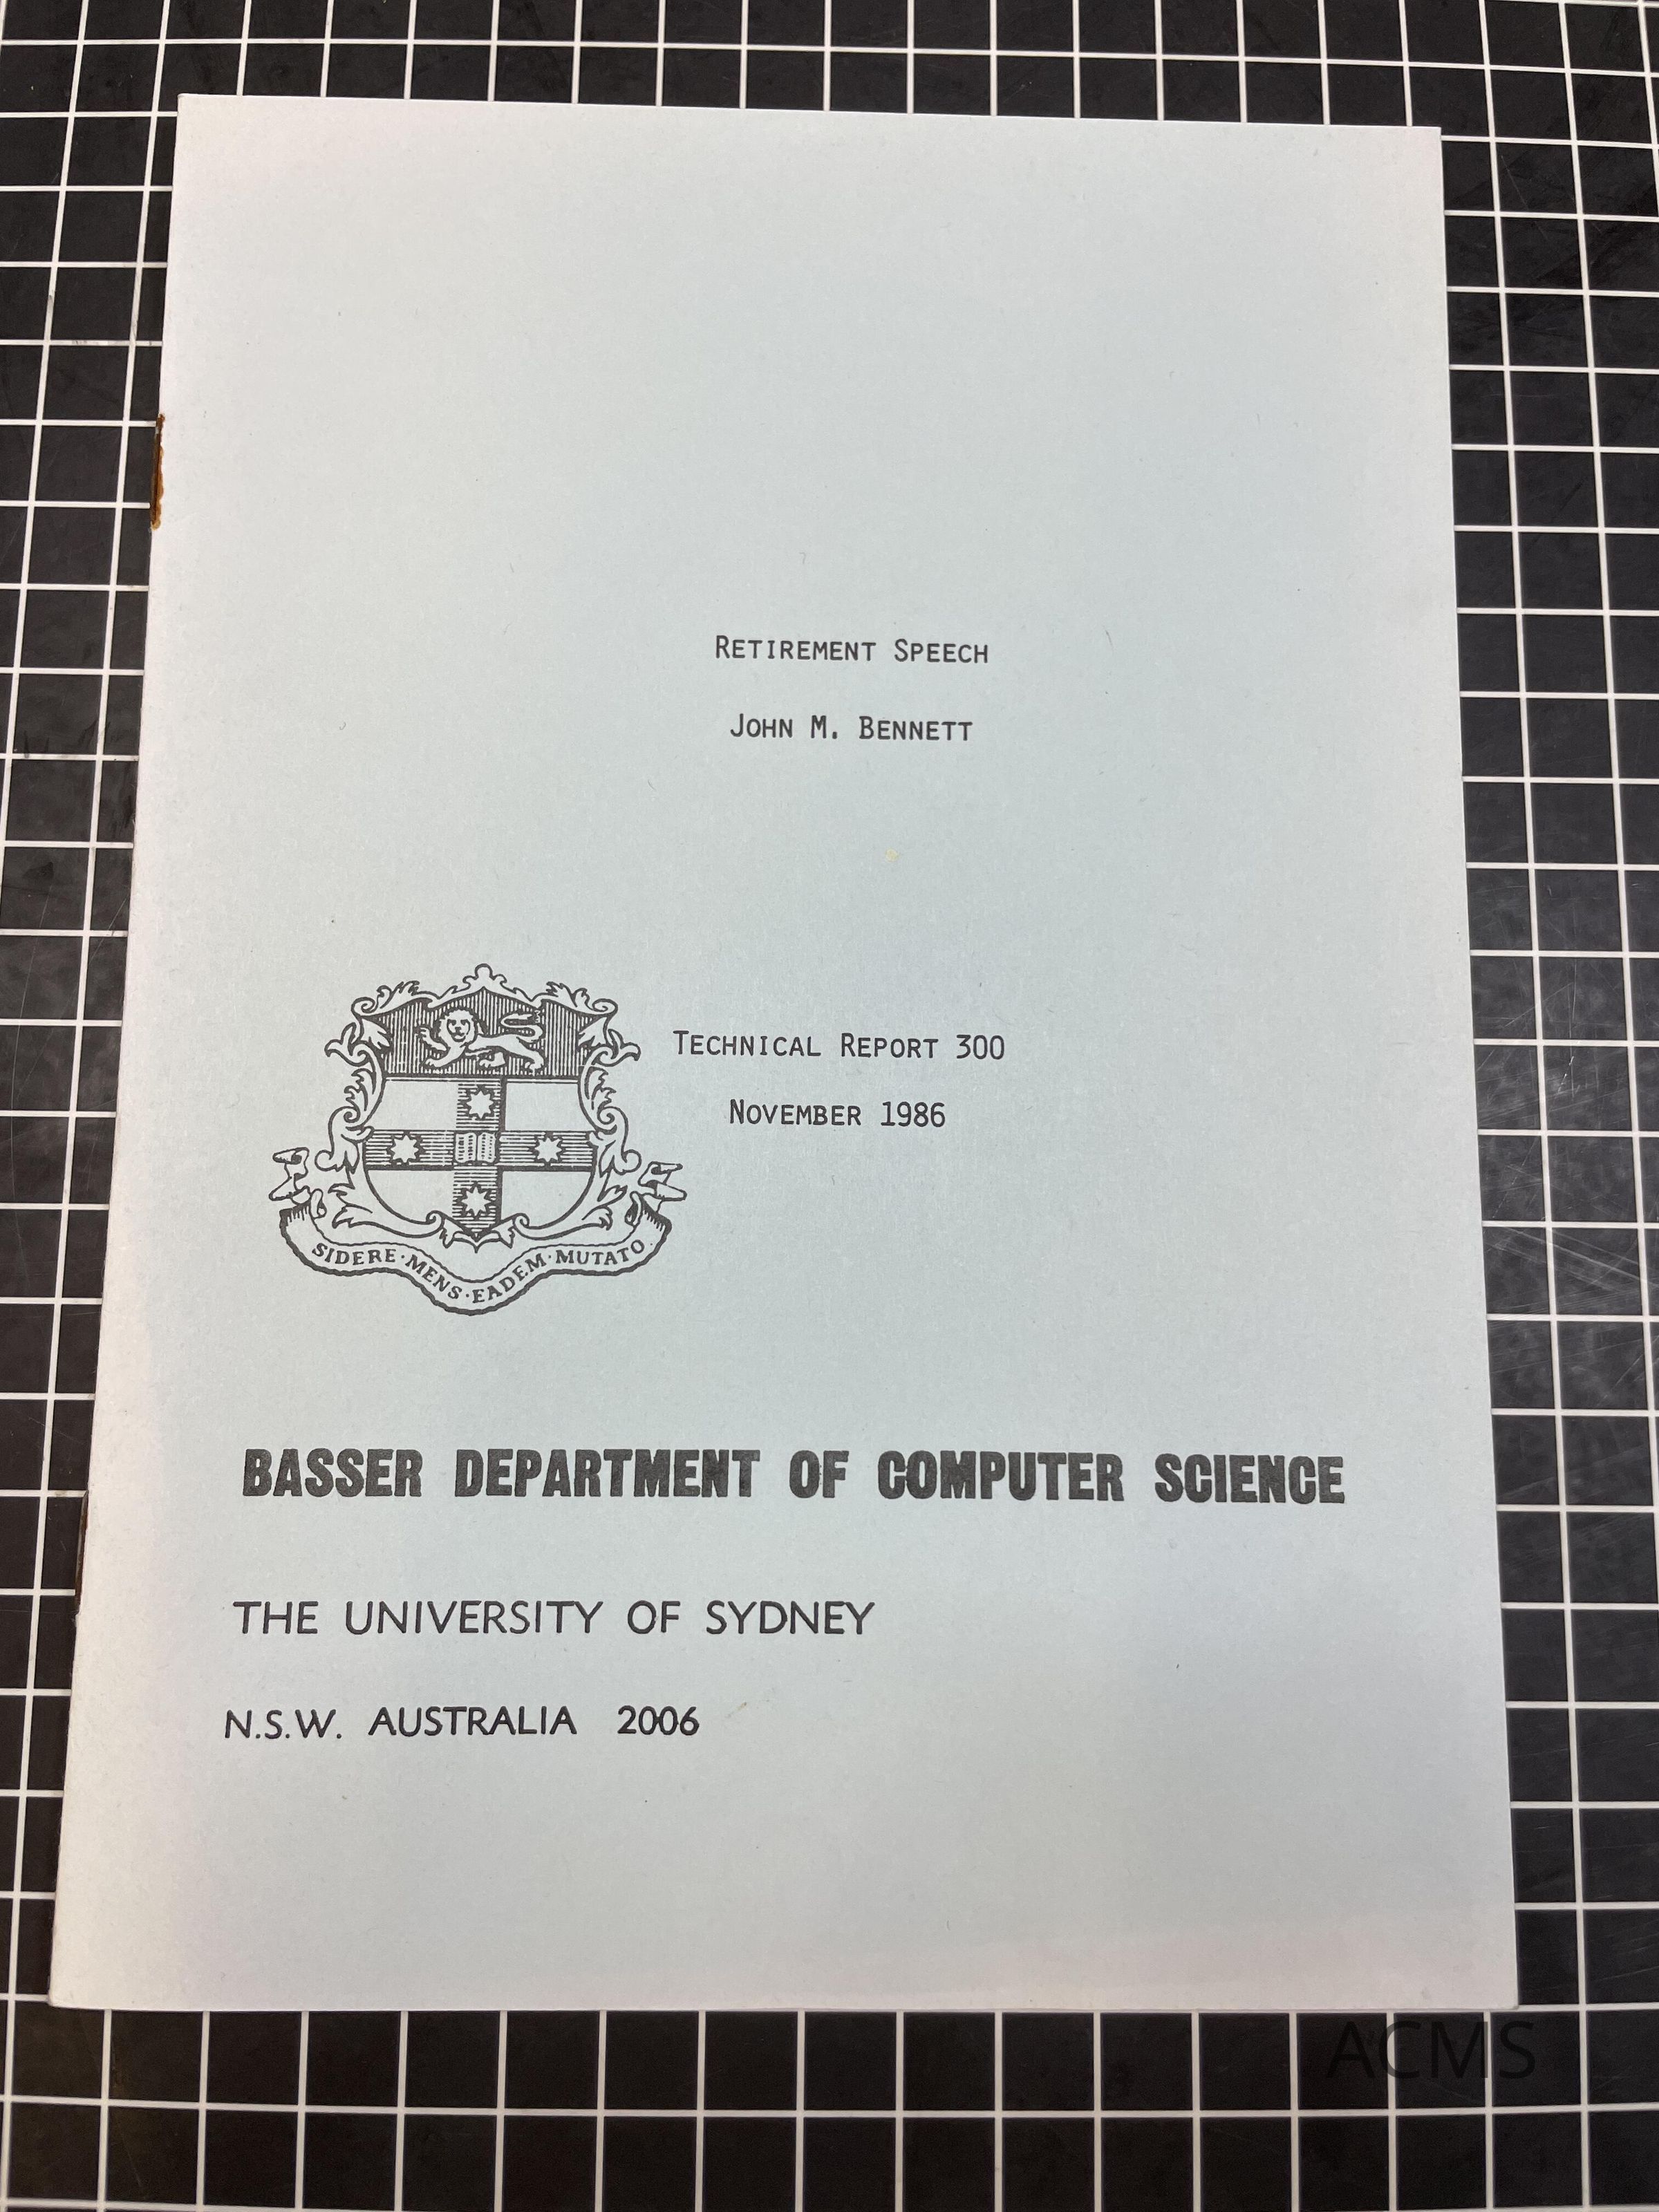 RETIREMENT SPEECH
JOHN M. BENNETT
TECHNICAL REPORT 300
NOVEMBER 1986
SIDERE·MENS·EADEM·MUTATO
BASSER DEPARTMENT OF COMPUTER SCIENCE
THE UNIVERSITY OF SYDNEY
N.S.W. AUSTRALIA 2006
ACMS